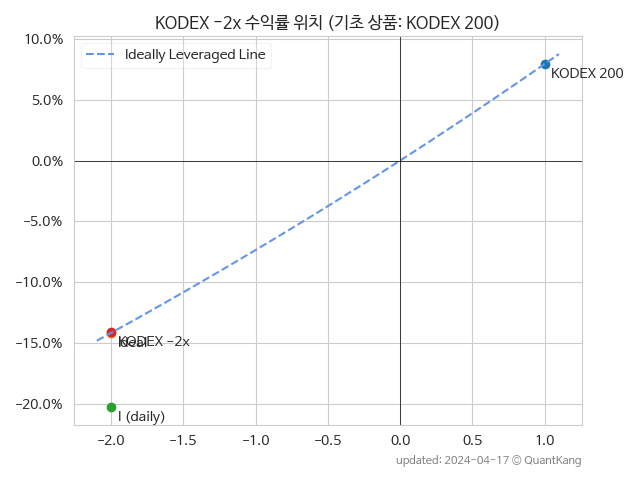 KODEX -2x 수익률 위치 (기초 상품: KODEX 200)
10.0%
Ideally Leveraged Line
KODEX 200
5.0%
0.0%
-5.0%
-10.0%
-15.0%
KODEX -2x
Ideal
-20.0%
I (daily)
-2.0 -1.5 -1.0 -0.5 0.0 0.5 1.0
updated: 2024-04-17 © QuantKang